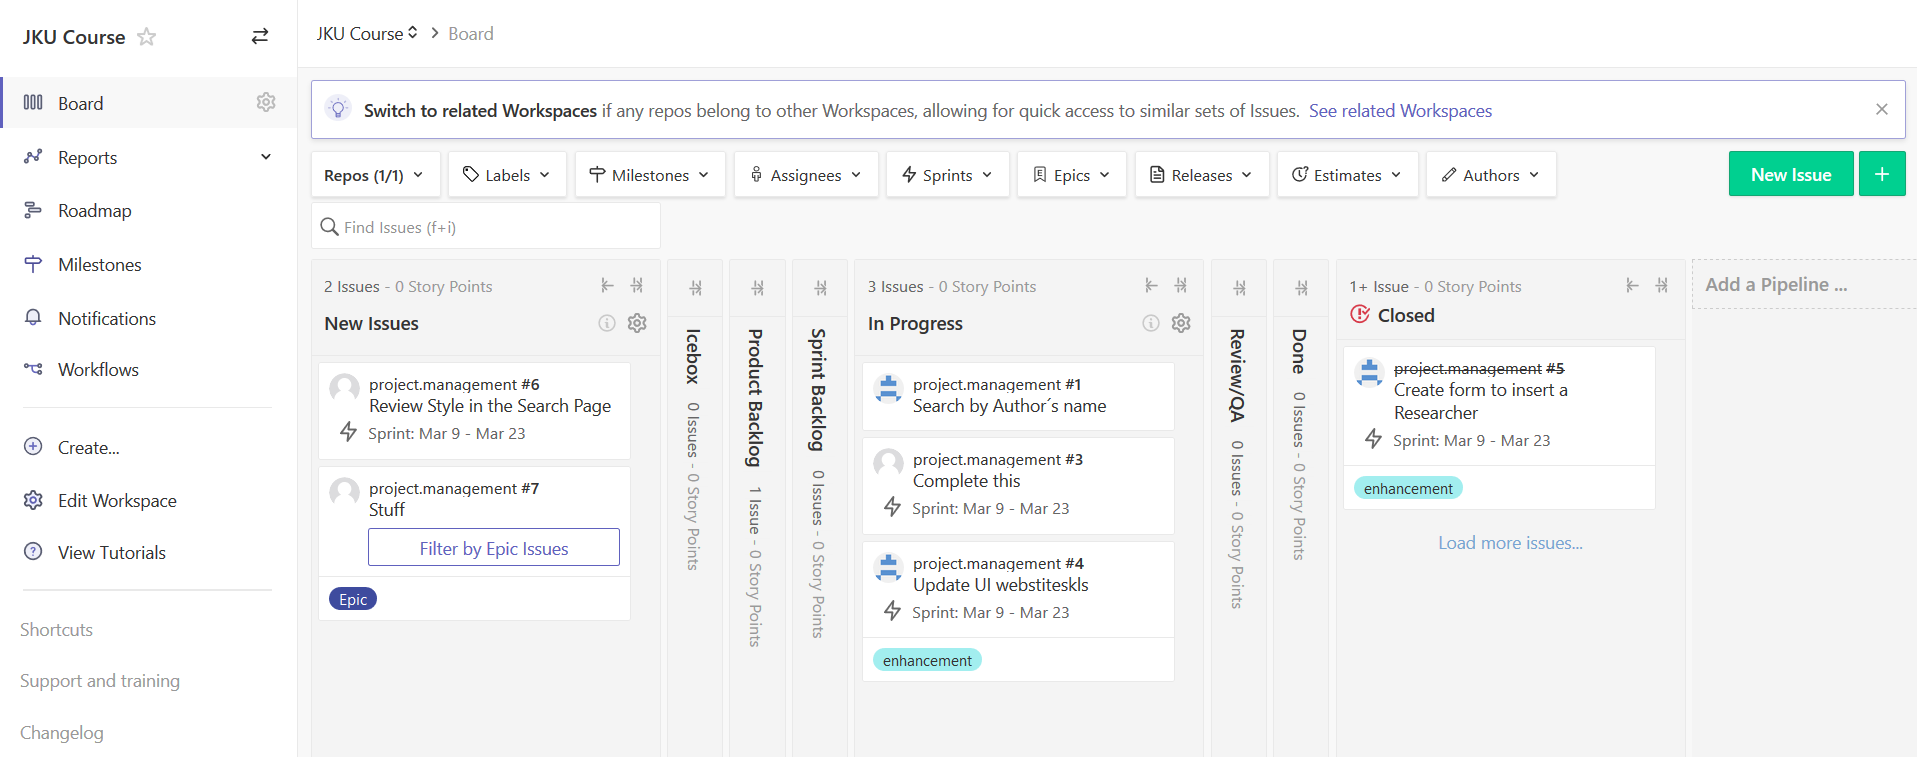 JKU Course
Board
Reports
Roadmap
Milestones
Notifications
Workflows
Create...
Edit Workspace
View Tutorials
Shortcuts
Support and training
Changelog
JKU Course > Board
Switch to related Workspaces if any repos belong to other Workspaces, allowing for quick access to similar sets of Issues. See related Workspaces
Repos (1/1) Labels Milestones Assignees Sprints Epics Releases Estimates Authors New Issue +
Find Issues (f+i)
2 Issues - 0 Story Points
New Issues
project.management #6
Review Style in the Search Page
Sprint: Mar 9 - Mar 23
project.management #7
Stuff
Filter by Epic Issues
Epic
Icebox 0 Issues - 0 Story Points
Product Backlog 1 Issue - 0 Story Points
Sprint Backlog 0 Issues - 0 Story Points
3 Issues - 0 Story Points
In Progress
project.management #1
Search by Author´s name
project.management #3
Complete this
Sprint: Mar 9 - Mar 23
project.management #4
Update UI webstiteskls
Sprint: Mar 9 - Mar 23
enhancement
Review/QA 0 Issues - 0 Story Points
Done 0 Issues - 0 Story Points
1+ Issue - 0 Story Points
Closed
project.management #5
Create form to insert a
Researcher
Sprint: Mar 9 - Mar 23
enhancement
Load more issues...
Add a Pipeline ...